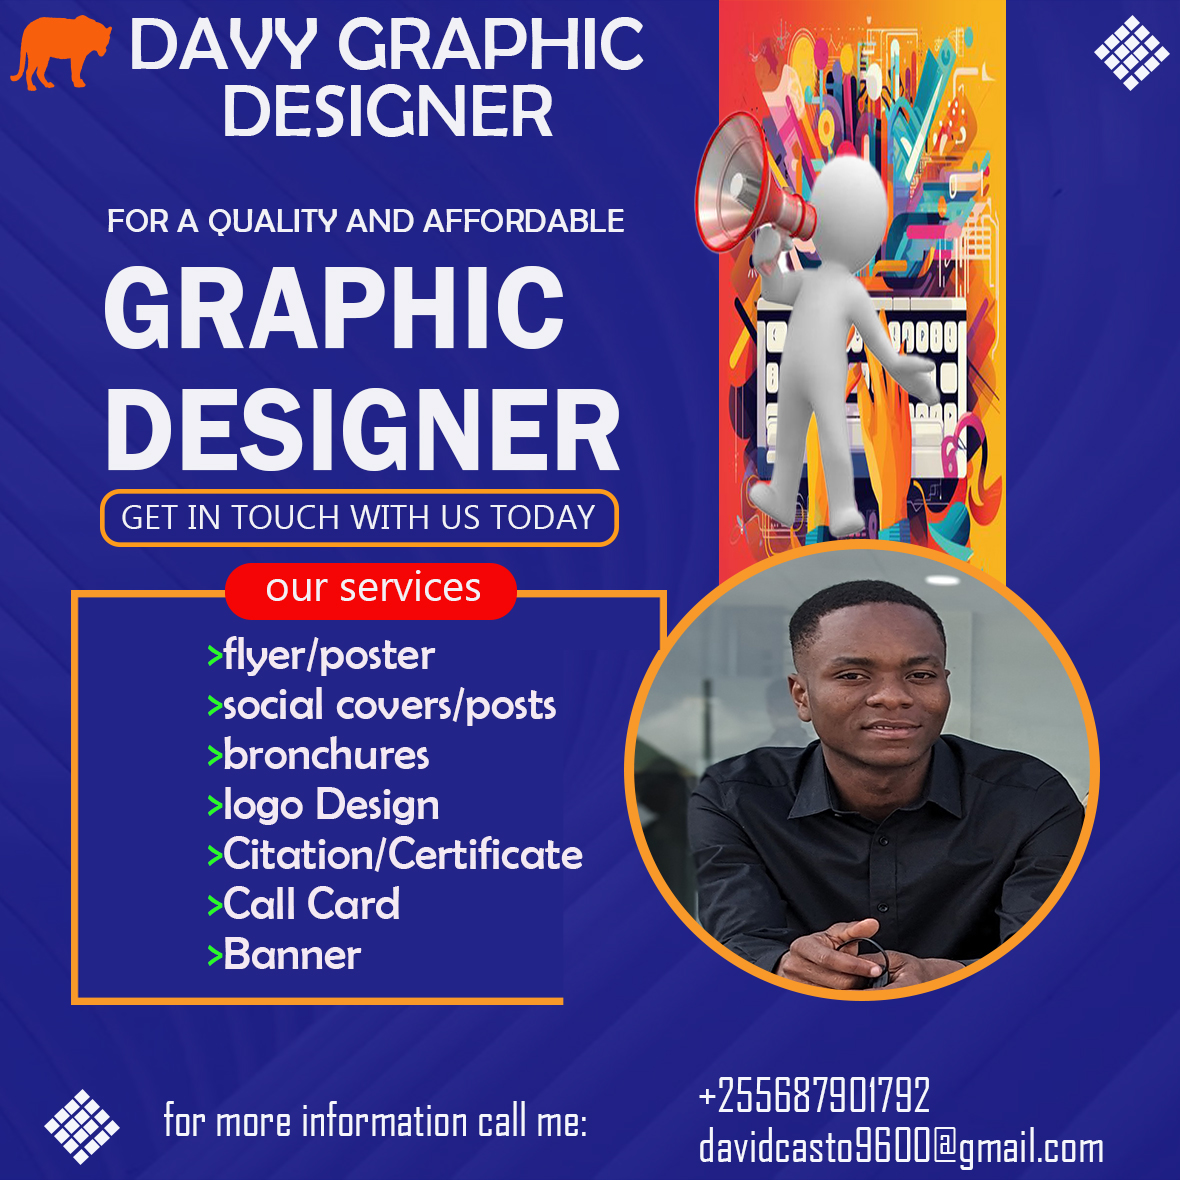 DAVY GRAPHIC
DESIGNER
FOR A QUALITY AND AFFORDABLE
GRAPHIC
DESIGNER
GET IN TOUCH WITH US TODAY
our services
>flyer/poster
>social covers/posts
>bronchures
>logo Design
>Citation/Certificate
>Call Card
>Banner
for more information call me:
+255687901792
davidcasto9600@gmail.com